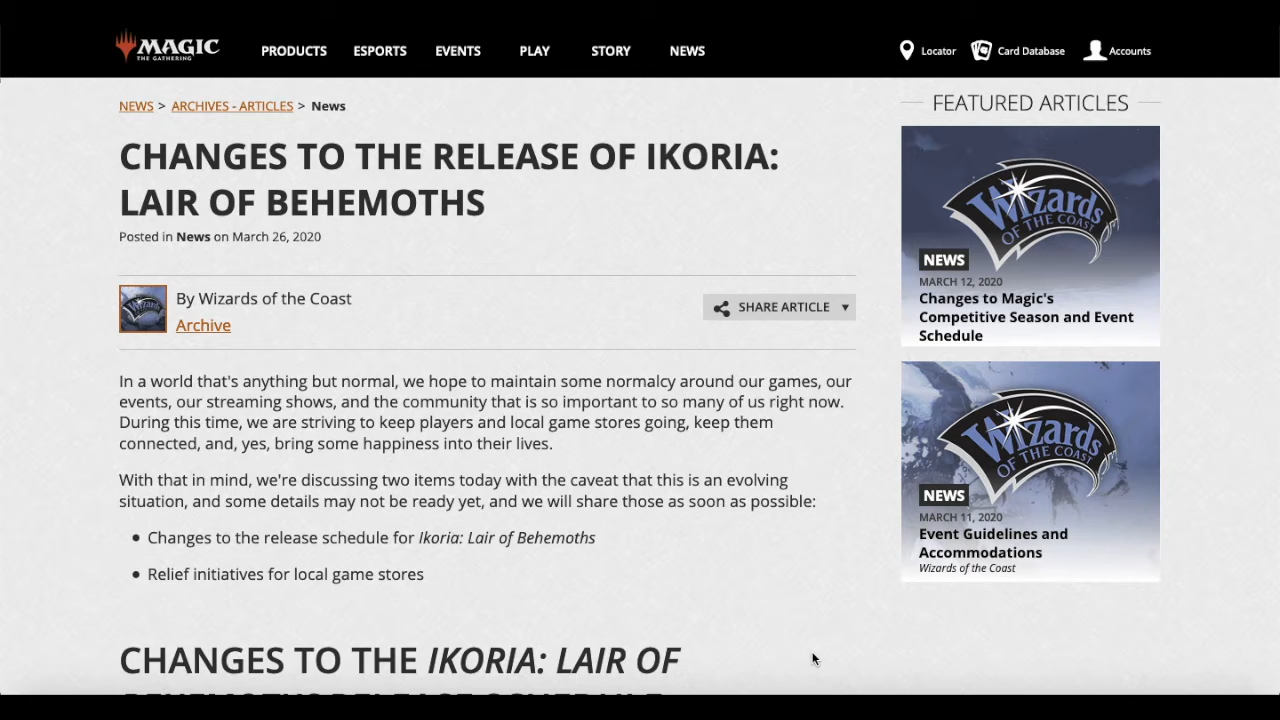 MAGIC
THE GATHERING
PRODUCTS
ESPORTS
EVENTS
PLAY
STORY
NEWS
Locator
Card Database
Accounts
NEWS > ARCHIVES - ARTICLES > News
CHANGES TO THE RELEASE OF IKORIA:
LAIR OF BEHEMOTHS
Posted in News on March 26, 2020
By Wizards of the Coast
Archive
SHARE ARTICLE
In a world that's anything but normal, we hope to maintain some normalcy around our games, our
events, our streaming shows, and the community that is so important to so many of us right now.
During this time, we are striving to keep players and local game stores going, keep them
connected, and, yes, bring some happiness into their lives.
With that in mind, we're discussing two items today with the caveat that this is an evolving
situation, and some details may not be ready yet, and we will share those as soon as possible:
• Changes to the release schedule for Ikoria: Lair of Behemoths
• Relief initiatives for local game stores
CHANGES TO THE IKORIA: LAIR OF
FEATURED ARTICLES
Wizards
OF THE COAST
NEWS
MARCH 12, 2020
Changes to Magic's
Competitive Season and Event
Schedule
Wizards
OF THE COAST
NEWS
MARCH 11, 2020
Event Guidelines and
Accommodations
Wizards of the Coast